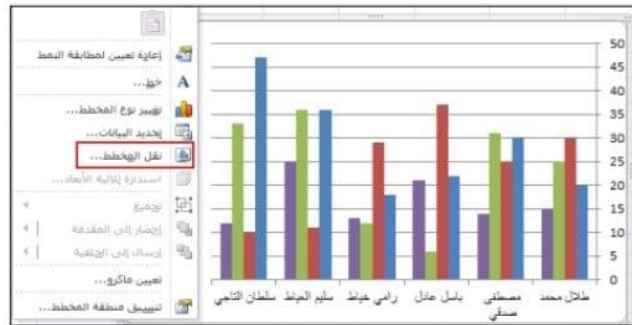 إعادة تعيين لمطابقة النمط
خط...
تغيير نوع المخطط...
تحديد البيانات...
نقل المخطط...
استدارة ثلاثية الأبعاد...
تجميع
إحضار إلى المقدمة
إرسال إلى الخلفية
تعيين ماكرو...
تنسيق منطقة المخطط...
50
45
40
35
30
25
20
15
10
5
0
طلال محمد
مصطفى صدقي
باسل عادل
رامي خياط
سليم العياط
سلطان التاجي